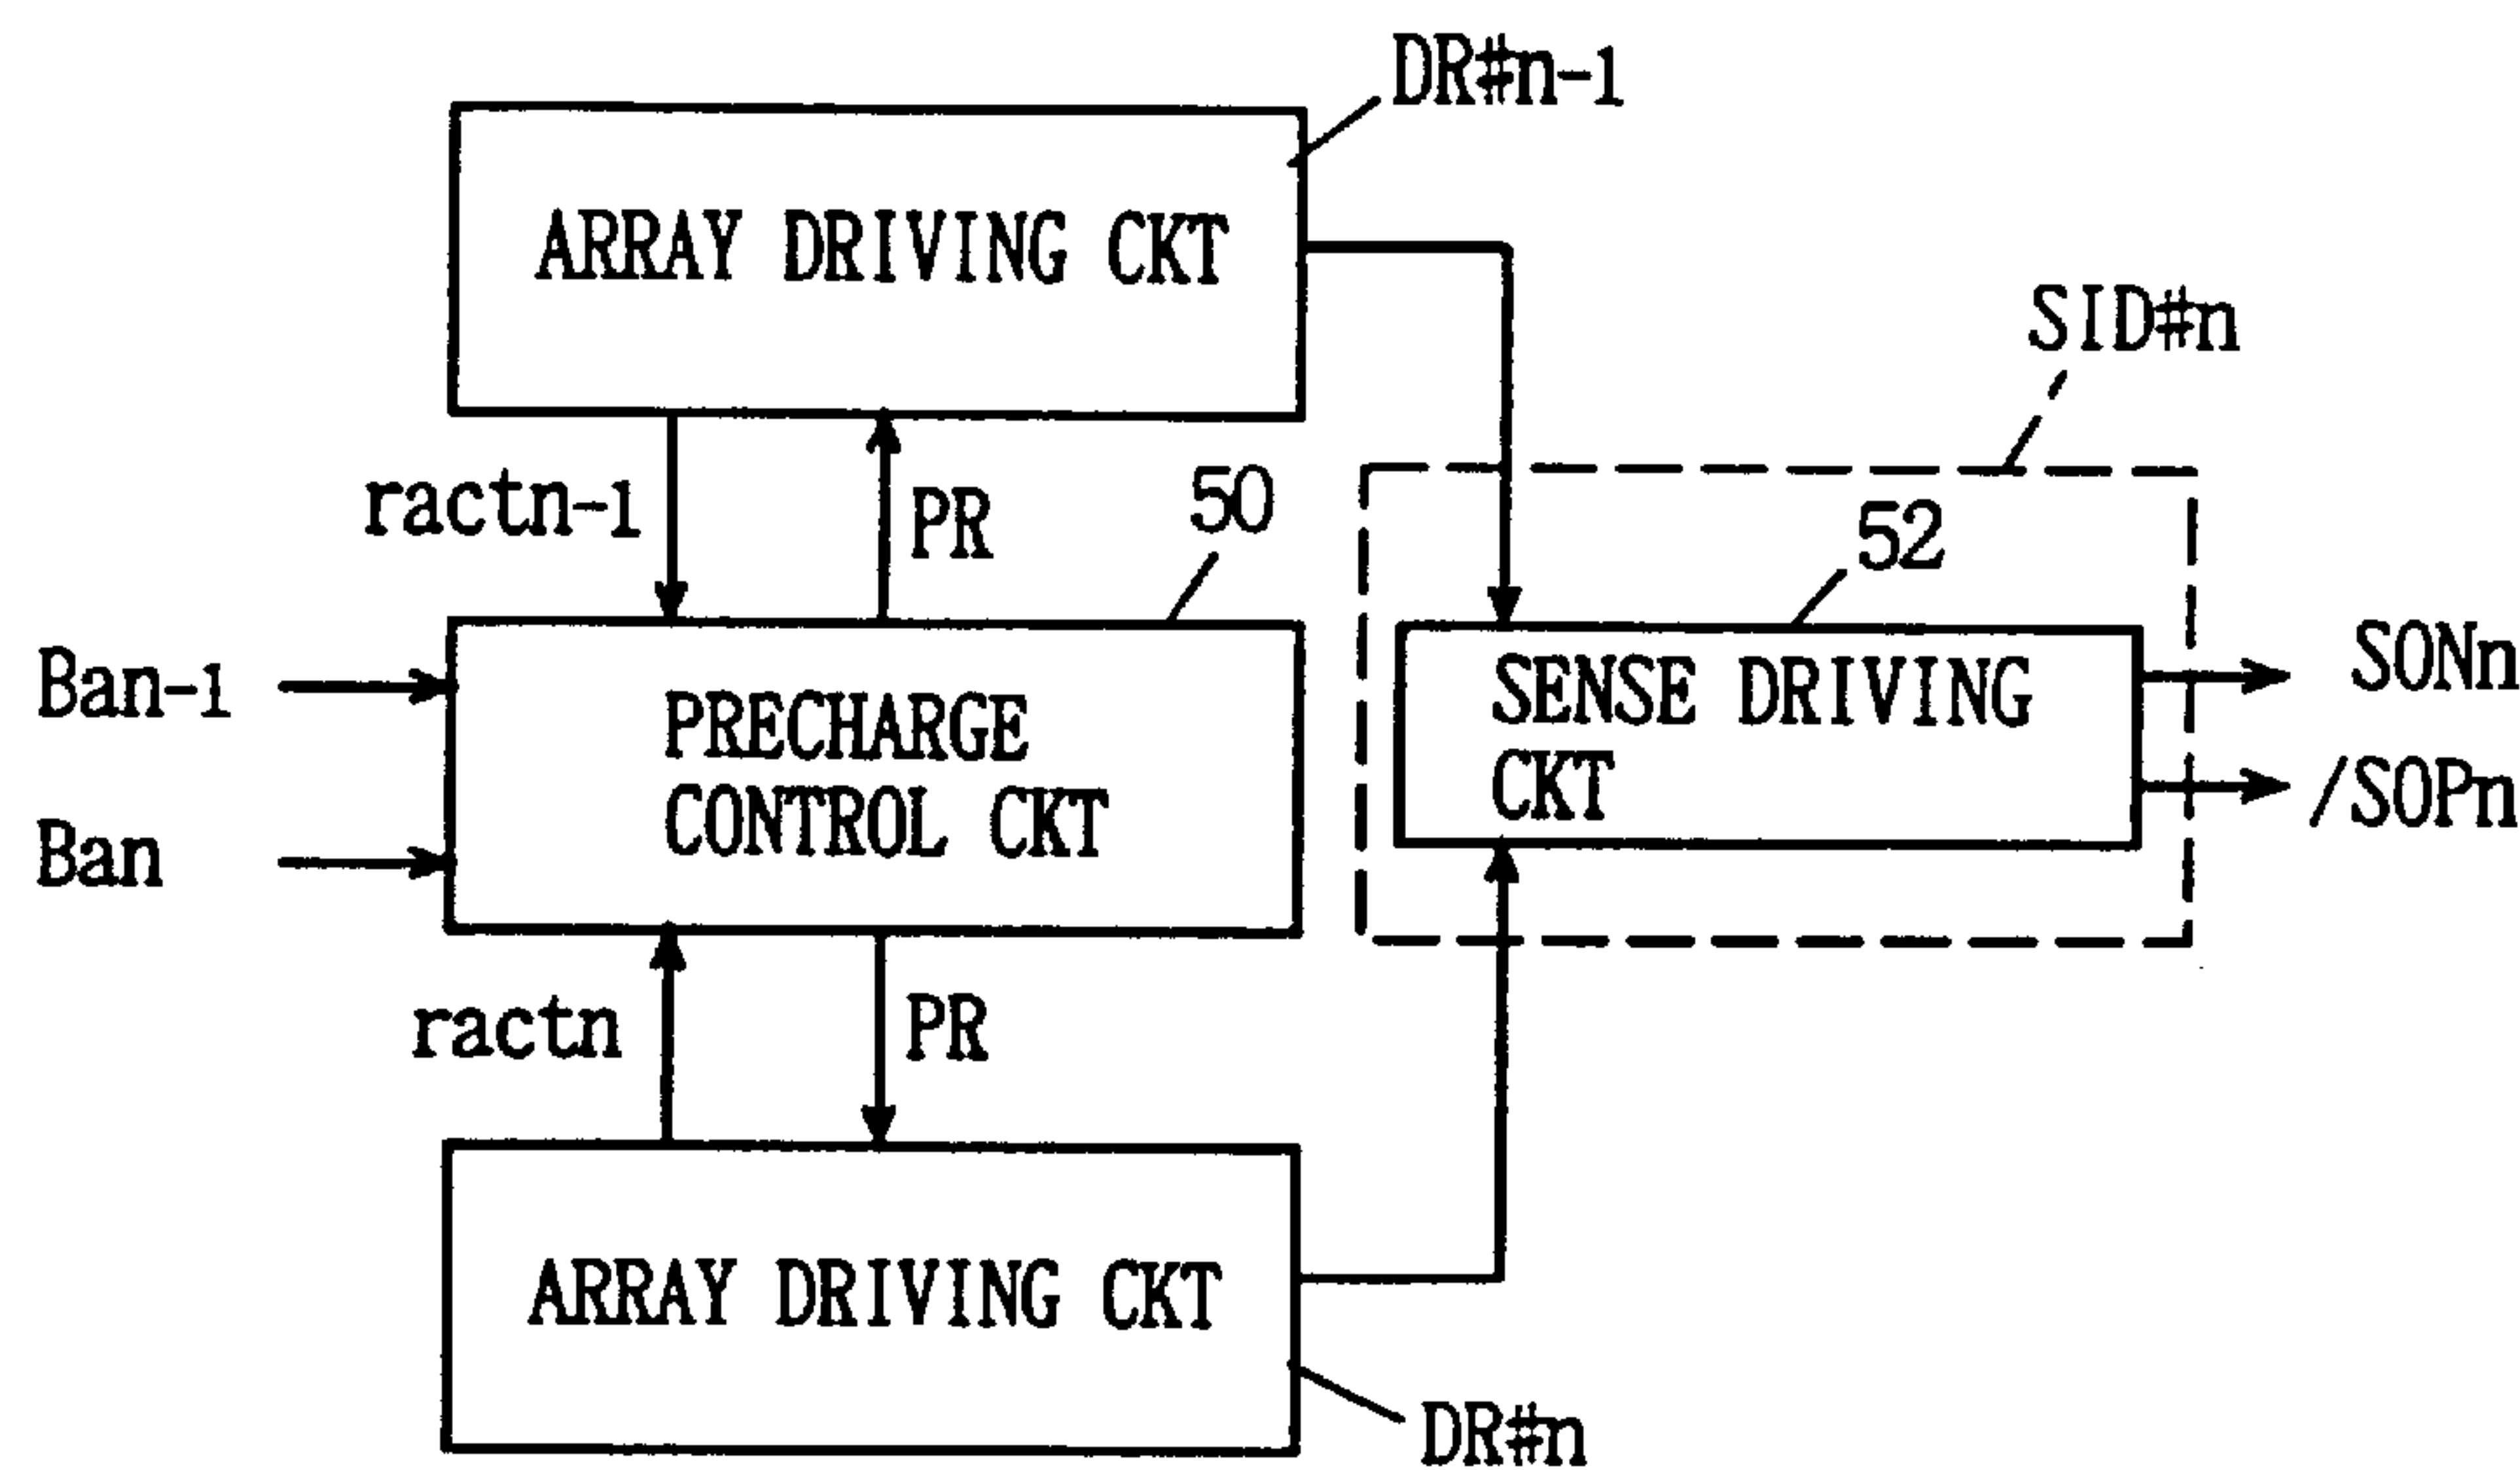 DR#n-1
ARRAY DRIVING CKT
SID#n
ractn-1
PR
50
52
Ban-1
PRECHARGE
CONTROL CKT
SENSE DRIVING
CKT
SONn
/SOPn
Ban
ractn
PR
ARRAY DRIVING CKT
DR#n